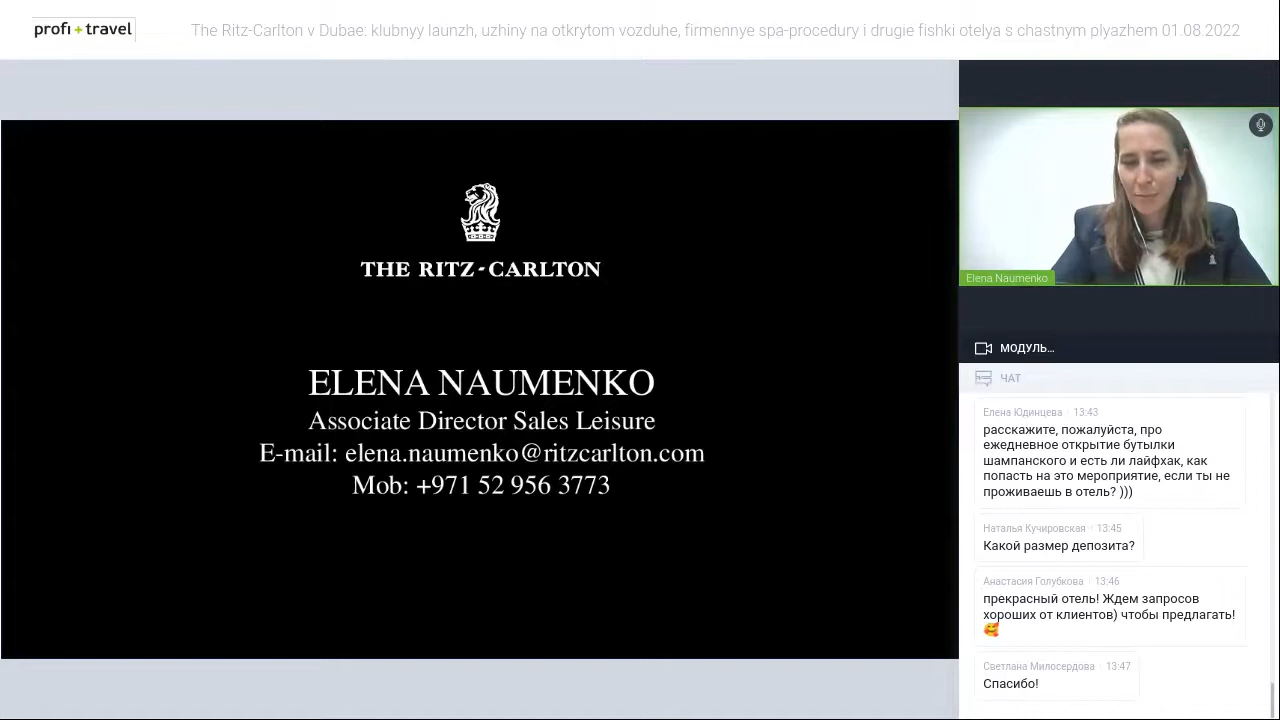 profi + travel
The Ritz-Carlton v Dubae: klubnyy launzh, uzhiny na otkrytom vozduhe, firmennye spa-procedury i drugie fishki otelya s chastnym plyazhem 01.08.2022
THE RITZ-CARLTON
ELENA NAUMENKO
Associate Director Sales Leisure
E-mail: elena.naumenko@ritzcarlton.com
Mob: +971 52 956 3773
Elena Naumenko
МОДУЛЬ...
ЧАТ
Елена Юдинцева 13:43
расскажите, пожалуйста, про
ежедневное открытие бутылки
шампанского и есть ли лайфхак, как
попасть на это мероприятие, если ты не
проживаешь в отель? )))
Наталья Кучировская 13:45
Какой размер депозита?
Анастасия Голубкова 13:46
прекрасный отель! Ждем запросов
хороших от клиентов) чтобы предлагать!
🥰
Светлана Милосердова 13:47
Спасибо!